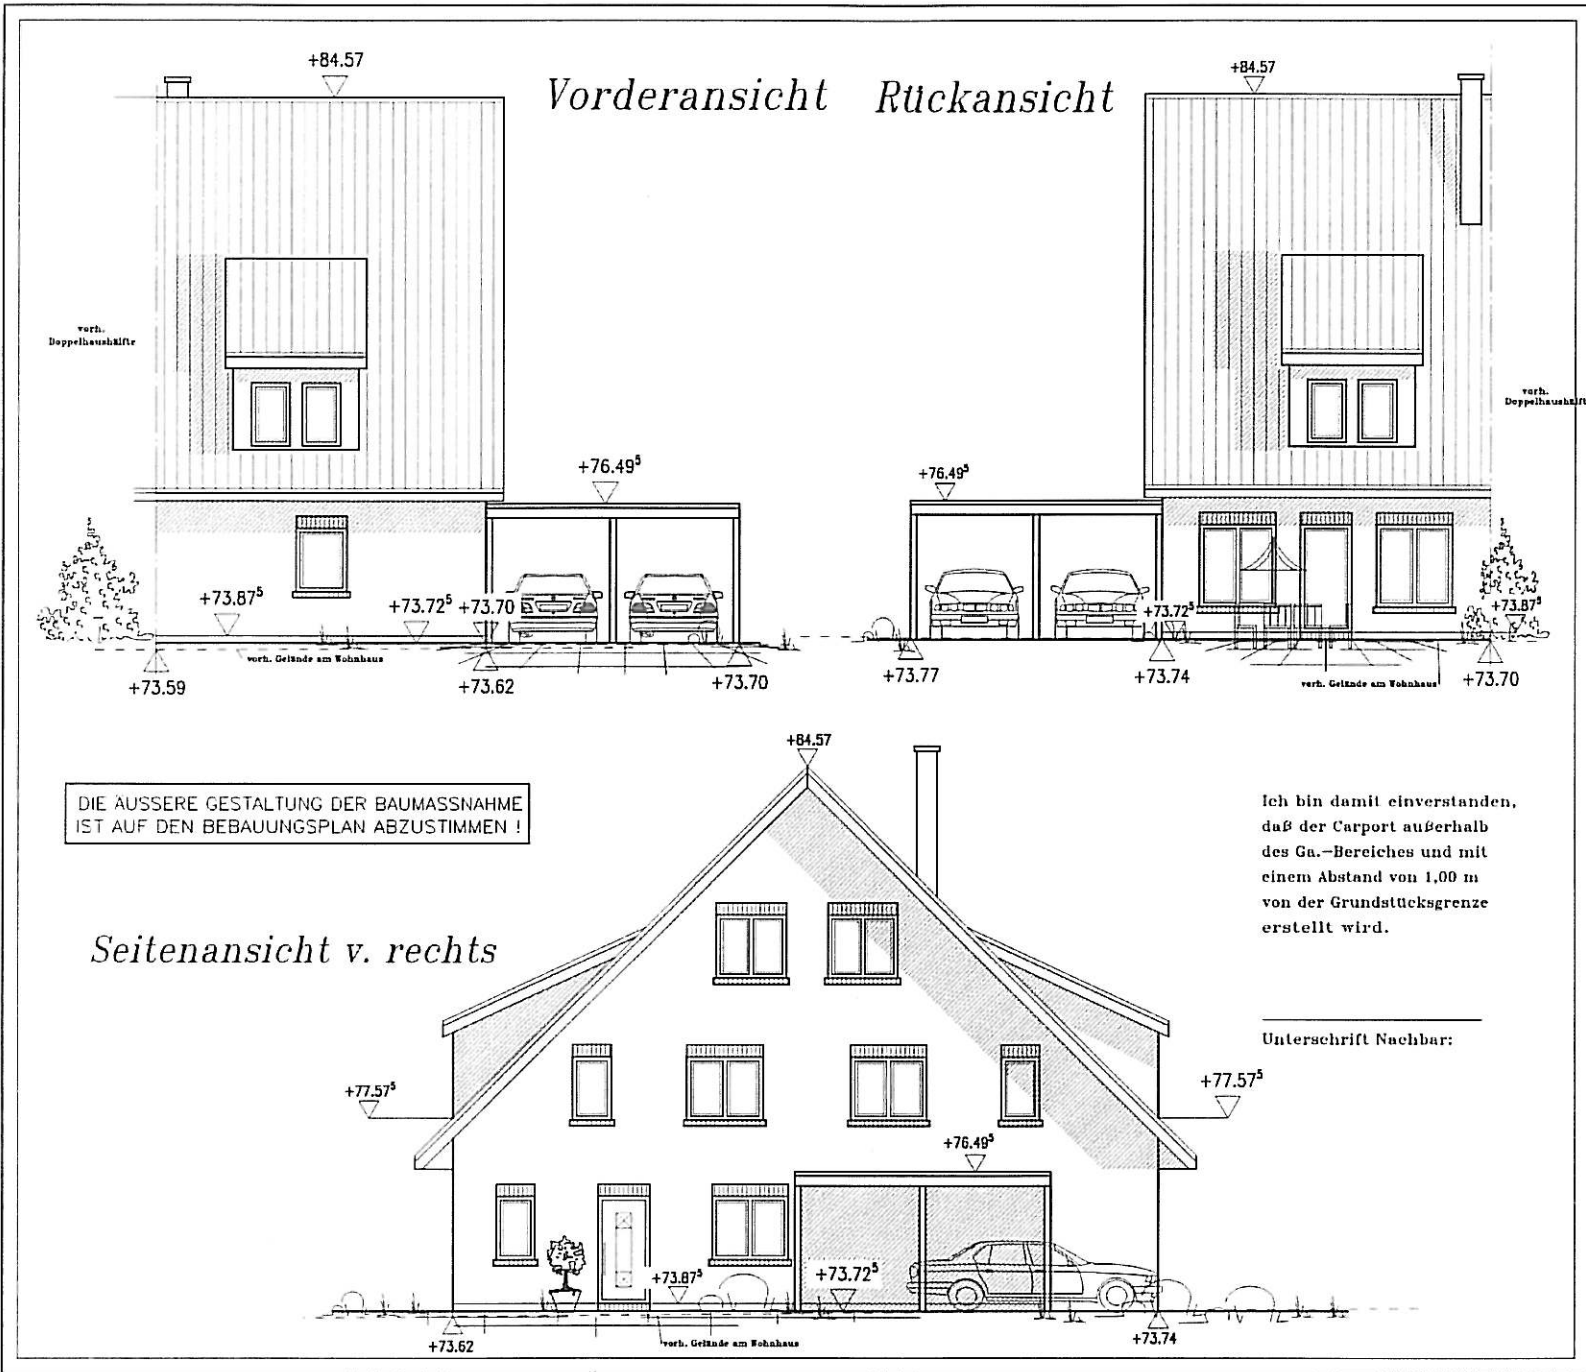 +84.57
Vorderansicht Rückansicht
+84.57
vorh.
Doppelhaushälfte
vorh.
Doppelhaushälfte
+76.49⁵
+76.49⁵
+73.87⁵
+73.72⁵
+73.70
+73.72⁵
+73.87⁵
vorh. Gelände am Wohnhaus
+73.59
+73.62
+73.70
+73.77
+73.74
vorh. Gelände am Wohnhaus
+73.70
DIE ÄUSSERE GESTALTUNG DER BAUMASSNAHME
IST AUF DEN BEBAUUNGSPLAN ABZUSTIMMEN !
Seitenansicht v. rechts
+84.57
+77.57⁵
+77.57⁵
+76.49⁵
+73.87⁵
+73.72⁵
+73.62
vorh. Gelände am Wohnhaus
+73.74
Ich bin damit einverstanden,
daß der Carport außerhalb
des Ga.-Bereiches und mit
einem Abstand von 1,00 m
von der Grundstücksgrenze
erstellt wird.
Unterschrift Nachbar: